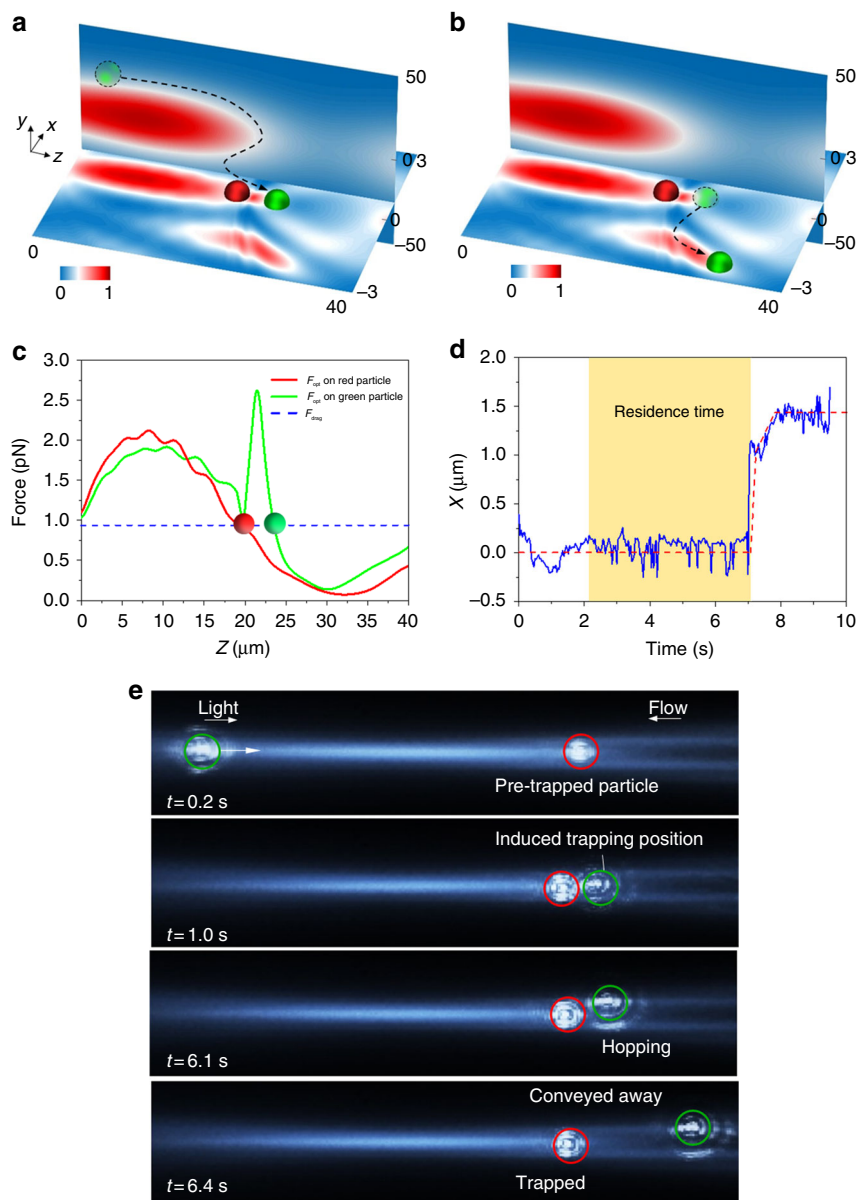 a
50
y
x
z
0
3
0
0
−50
−3
0
1
40
b
50
0
3
0
0
−50
−3
0
1
40
c
3.0
2.5
2.0
1.5
1.0
0.5
0.0
Force (pN)
F_opt on red particle
F_opt on green particle
F_drag
0
5
10
15
20
25
30
35
40
Z (μm)
d
2.0
1.5
1.0
0.5
0.0
−0.5
X (μm)
Residence time
0
2
4
6
8
10
Time (s)
e
Light
Flow
Pre-trapped particle
t = 0.2 s
Induced trapping position
t = 1.0 s
Hopping
t = 6.1 s
Conveyed away
Trapped
t = 6.4 s